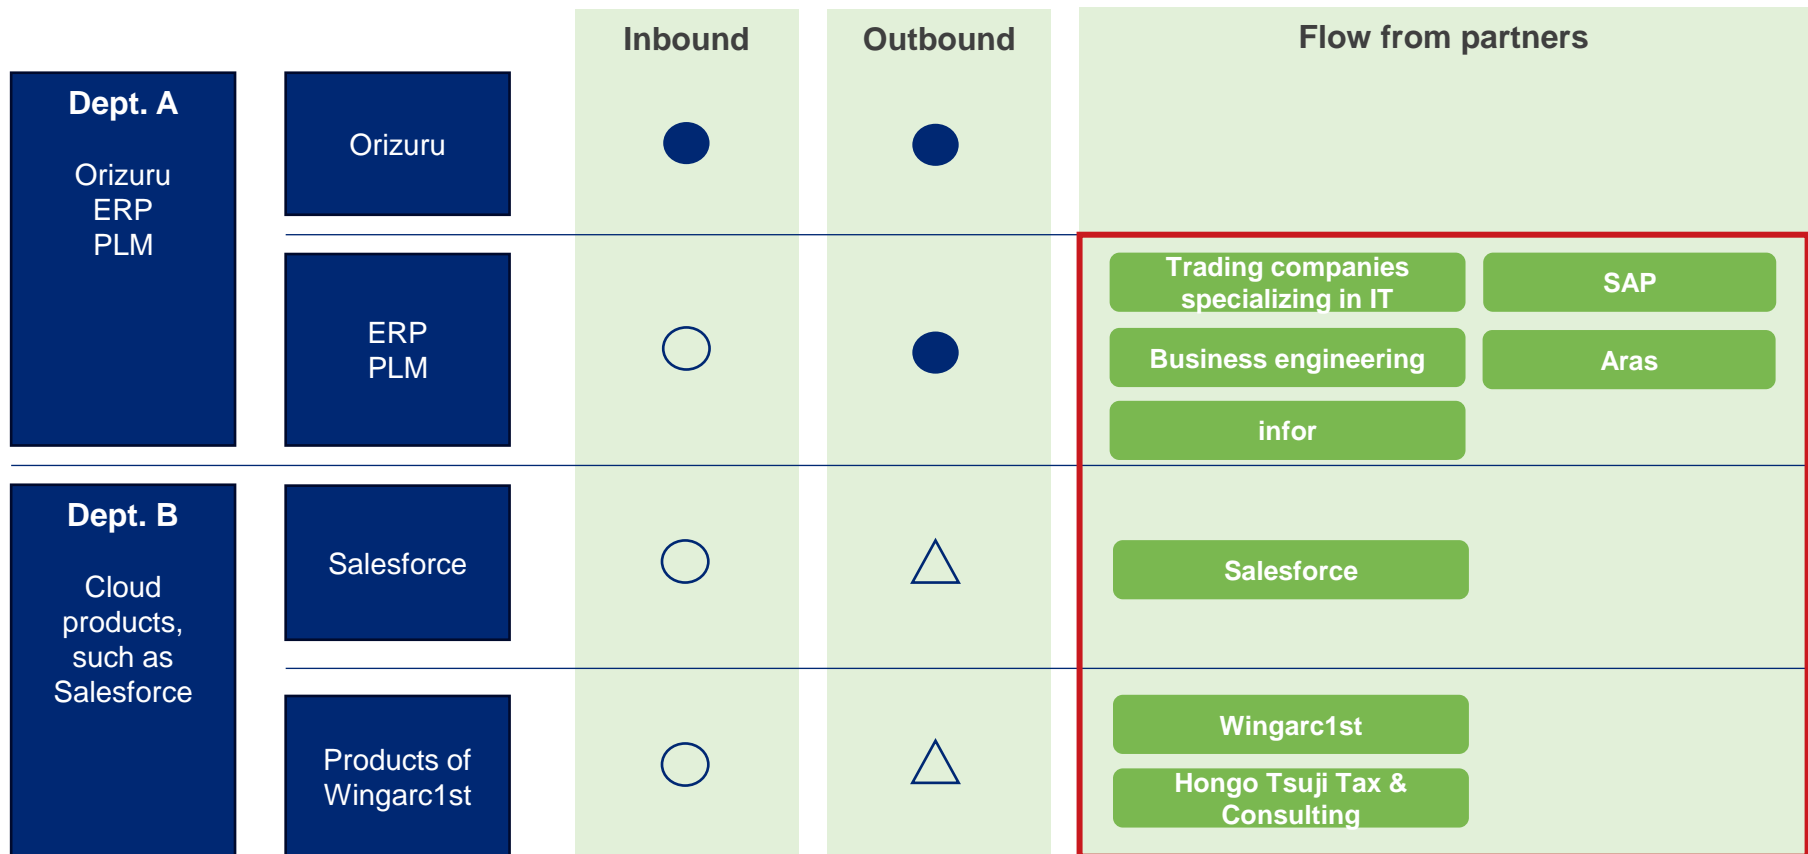 Inbound
Outbound
Flow from partners
Dept. A
Orizuru
ERP
PLM
Orizuru
ERP
PLM
Trading companies
specializing in IT
SAP
Business engineering
Aras
infor
Dept. B
Cloud
products,
such as
Salesforce
Salesforce
Salesforce
Products of
Wingarc1st
Wingarc1st
Hongo Tsuji Tax &
Consulting